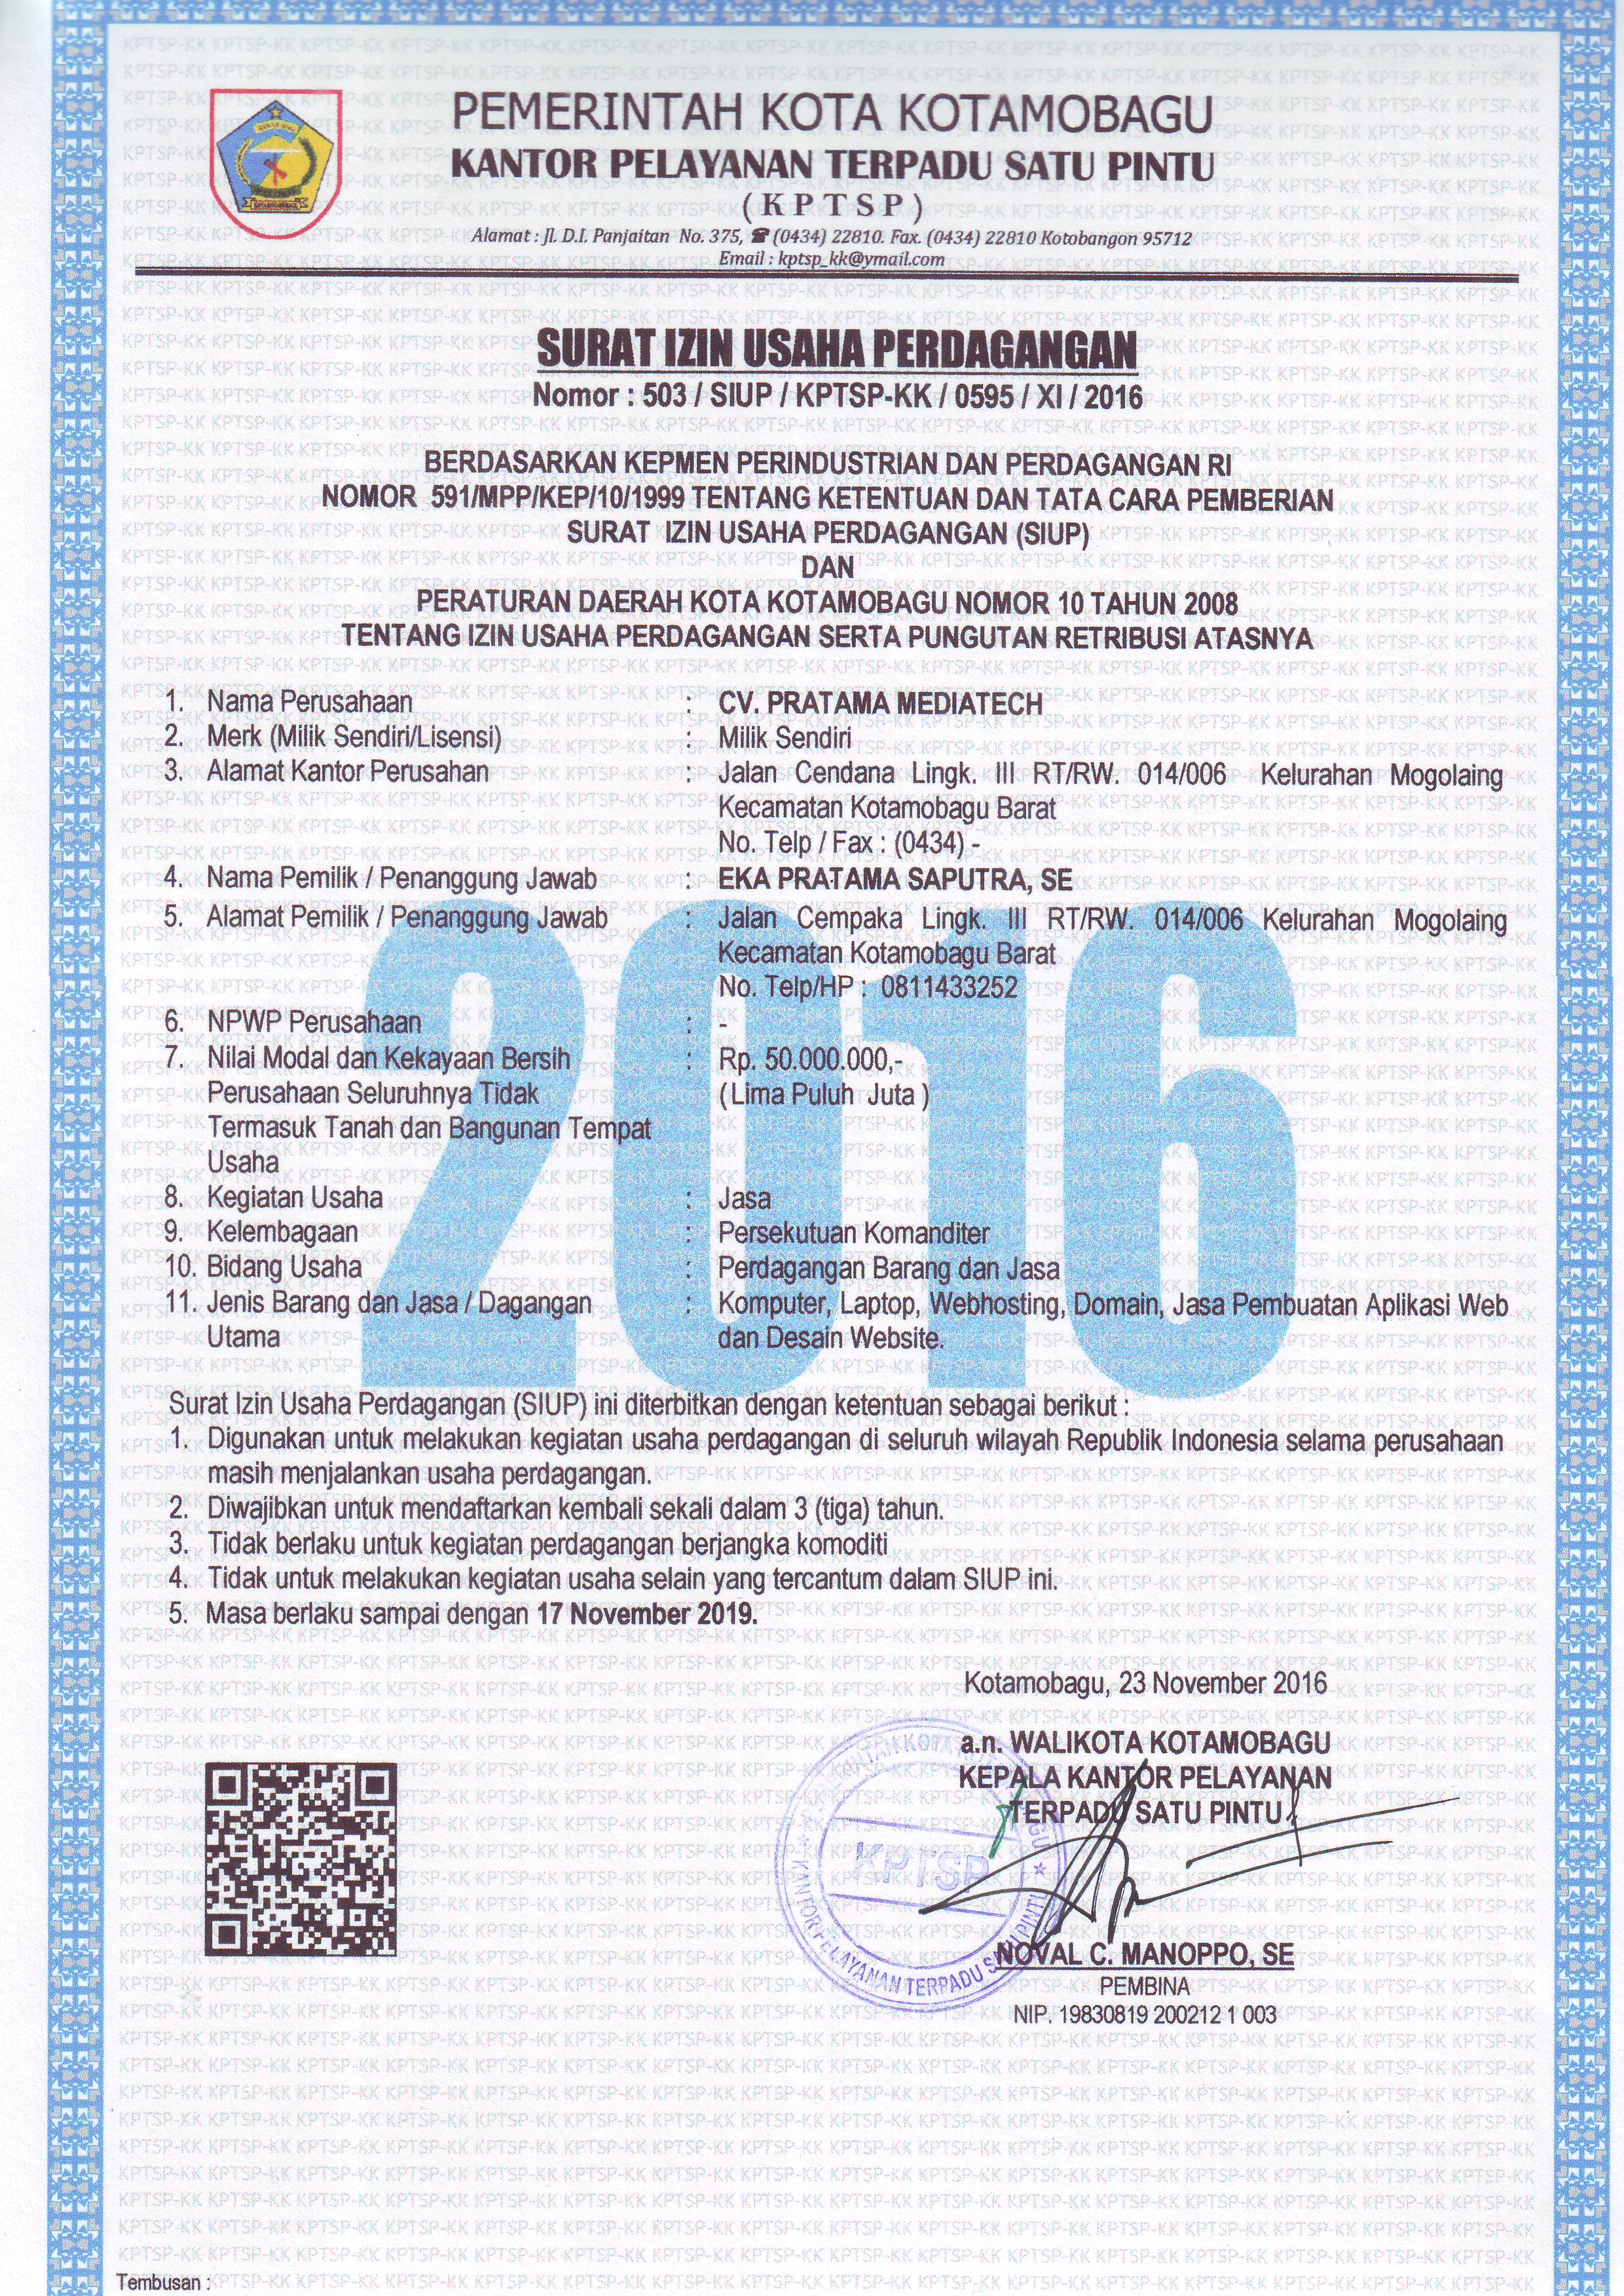 PEMERINTAH KOTA KOTAMOBAGU
KANTOR PELAYANAN TERPADU SATU PINTU
( K P T S P )
Alamat : Jl. D.I. Panjaitan No. 375, ☎ (0434) 22810. Fax. (0434) 22810 Kotobangon 95712
Email : kptsp_kk@ymail.com
SURAT IZIN USAHA PERDAGANGAN
Nomor : 503 / SIUP / KPTSP-KK / 0595 / XI / 2016
BERDASARKAN KEPMEN PERINDUSTRIAN DAN PERDAGANGAN RI
NOMOR 591/MPP/KEP/10/1999 TENTANG KETENTUAN DAN TATA CARA PEMBERIAN
SURAT IZIN USAHA PERDAGANGAN (SIUP)
DAN
PERATURAN DAERAH KOTA KOTAMOBAGU NOMOR 10 TAHUN 2008
TENTANG IZIN USAHA PERDAGANGAN SERTA PUNGUTAN RETRIBUSI ATASNYA
1. Nama Perusahaan : CV. PRATAMA MEDIATECH
2. Merk (Milik Sendiri/Lisensi) : Milik Sendiri
3. Alamat Kantor Perusahan : Jalan Cendana Lingk. III RT/RW. 014/006 Kelurahan Mogolaing
Kecamatan Kotamobagu Barat
No. Telp / Fax : (0434) -
4. Nama Pemilik / Penanggung Jawab : EKA PRATAMA SAPUTRA, SE
5. Alamat Pemilik / Penanggung Jawab : Jalan Cempaka Lingk. III RT/RW. 014/006 Kelurahan Mogolaing
Kecamatan Kotamobagu Barat
No. Telp/HP : 0811433252
6. NPWP Perusahaan : -
7. Nilai Modal dan Kekayaan Bersih : Rp. 50.000.000,-
Perusahaan Seluruhnya Tidak ( Lima Puluh Juta )
Termasuk Tanah dan Bangunan Tempat
Usaha
8. Kegiatan Usaha : Jasa
9. Kelembagaan : Persekutuan Komanditer
10. Bidang Usaha : Perdagangan Barang dan Jasa
11. Jenis Barang dan Jasa / Dagangan : Komputer, Laptop, Webhosting, Domain, Jasa Pembuatan Aplikasi Web
Utama dan Desain Website.
2016
Surat Izin Usaha Perdagangan (SIUP) ini diterbitkan dengan ketentuan sebagai berikut :
1. Digunakan untuk melakukan kegiatan usaha perdagangan di seluruh wilayah Republik Indonesia selama perusahaan
masih menjalankan usaha perdagangan.
2. Diwajibkan untuk mendaftarkan kembali sekali dalam 3 (tiga) tahun.
3. Tidak berlaku untuk kegiatan perdagangan berjangka komoditi
4. Tidak untuk melakukan kegiatan usaha selain yang tercantum dalam SIUP ini.
5. Masa berlaku sampai dengan 17 November 2019.
Kotamobagu, 23 November 2016
a.n. WALIKOTA KOTAMOBAGU
KEPALA KANTOR PELAYANAN
TERPADU SATU PINTU
KPTSP
KANTOR PELAYANAN TERPADU SATU PINTU
NOVAL C. MANOPPO, SE
PEMBINA
NIP. 19830819 200212 1 003
Tembusan :